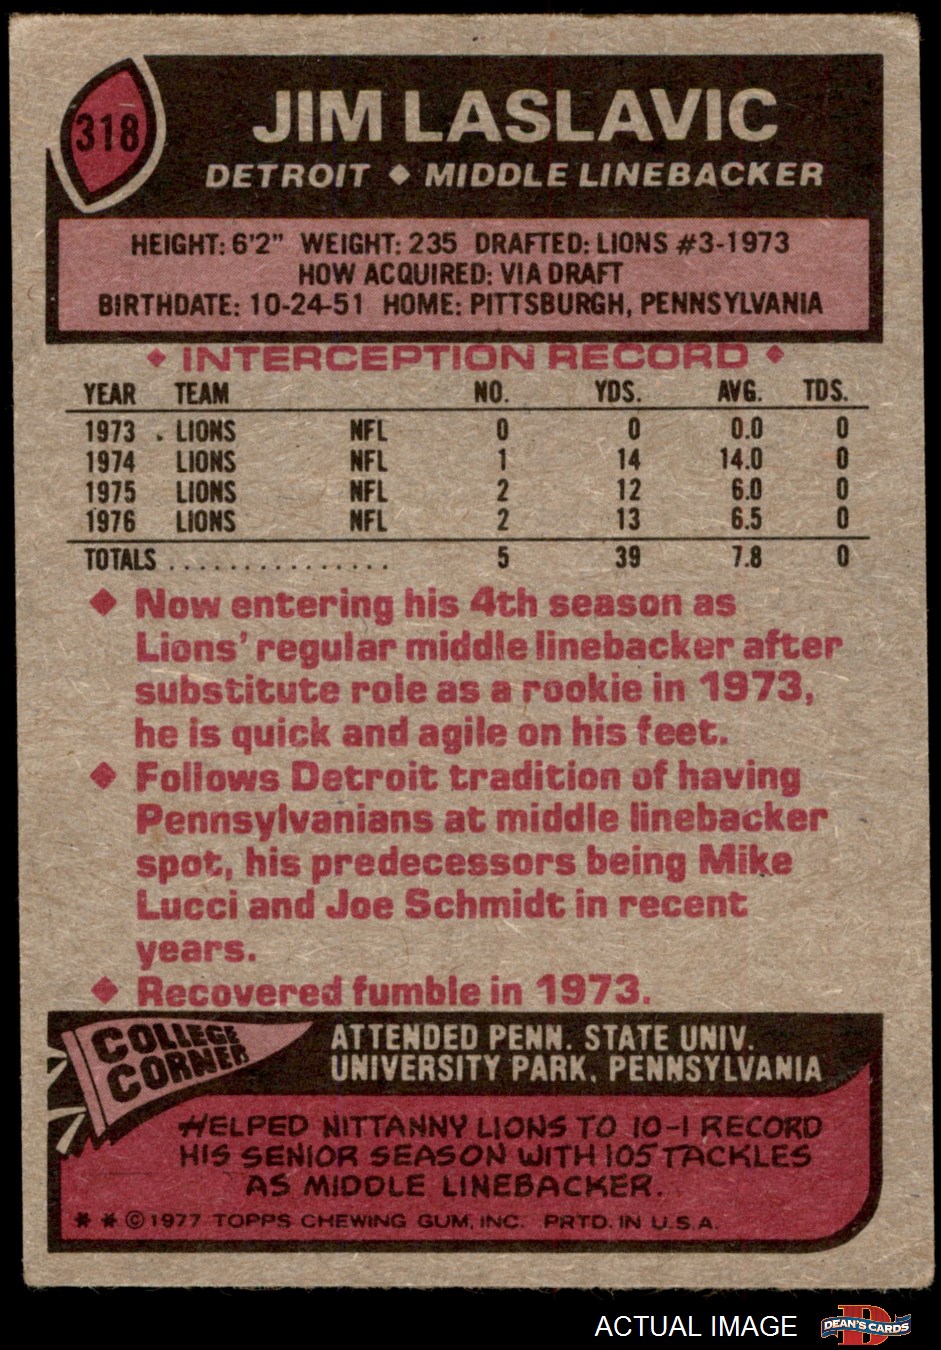 318
JIM LASLAVIC
DETROIT ◆ MIDDLE LINEBACKER
HEIGHT: 6'2" WEIGHT: 235 DRAFTED: LIONS #3-1973
HOW ACQUIRED: VIA DRAFT
BIRTHDATE: 10-24-51 HOME: PITTSBURGH, PENNSYLVANIA
◆ INTERCEPTION RECORD ◆
YEAR TEAM NO. YDS. AVG. TDS.
1973 LIONS NFL 0 0 0.0 0
1974 LIONS NFL 1 14 14.0 0
1975 LIONS NFL 2 12 6.0 0
1976 LIONS NFL 2 13 6.5 0
TOTALS ............... 5 39 7.8 0
◆ Now entering his 4th season as
Lions' regular middle linebacker after
substitute role as a rookie in 1973,
he is quick and agile on his feet.
◆ Follows Detroit tradition of having
Pennsylvanians at middle linebacker
spot, his predecessors being Mike
Lucci and Joe Schmidt in recent
years.
◆ Recovered fumble in 1973.
COLLEGE
CORNER
ATTENDED PENN. STATE UNIV.
UNIVERSITY PARK, PENNSYLVANIA
HELPED NITTANNY LIONS TO 10-1 RECORD
HIS SENIOR SEASON WITH 105 TACKLES
AS MIDDLE LINEBACKER.
* * © 1977 TOPPS CHEWING GUM, INC. PRTD. IN U.S.A.
ACTUAL IMAGE
D
DEAN'S CARDS